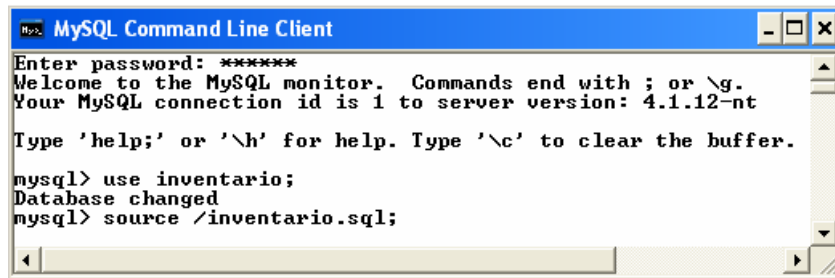 MySQL Command Line Client
Enter password: ******
Welcome to the MySQL monitor.  Commands end with ; or \g.
Your MySQL connection id is 1 to server version: 4.1.12-nt
Type 'help;' or '\h' for help. Type '\c' to clear the buffer.
mysql> use inventario;
Database changed
mysql> source /inventario.sql;